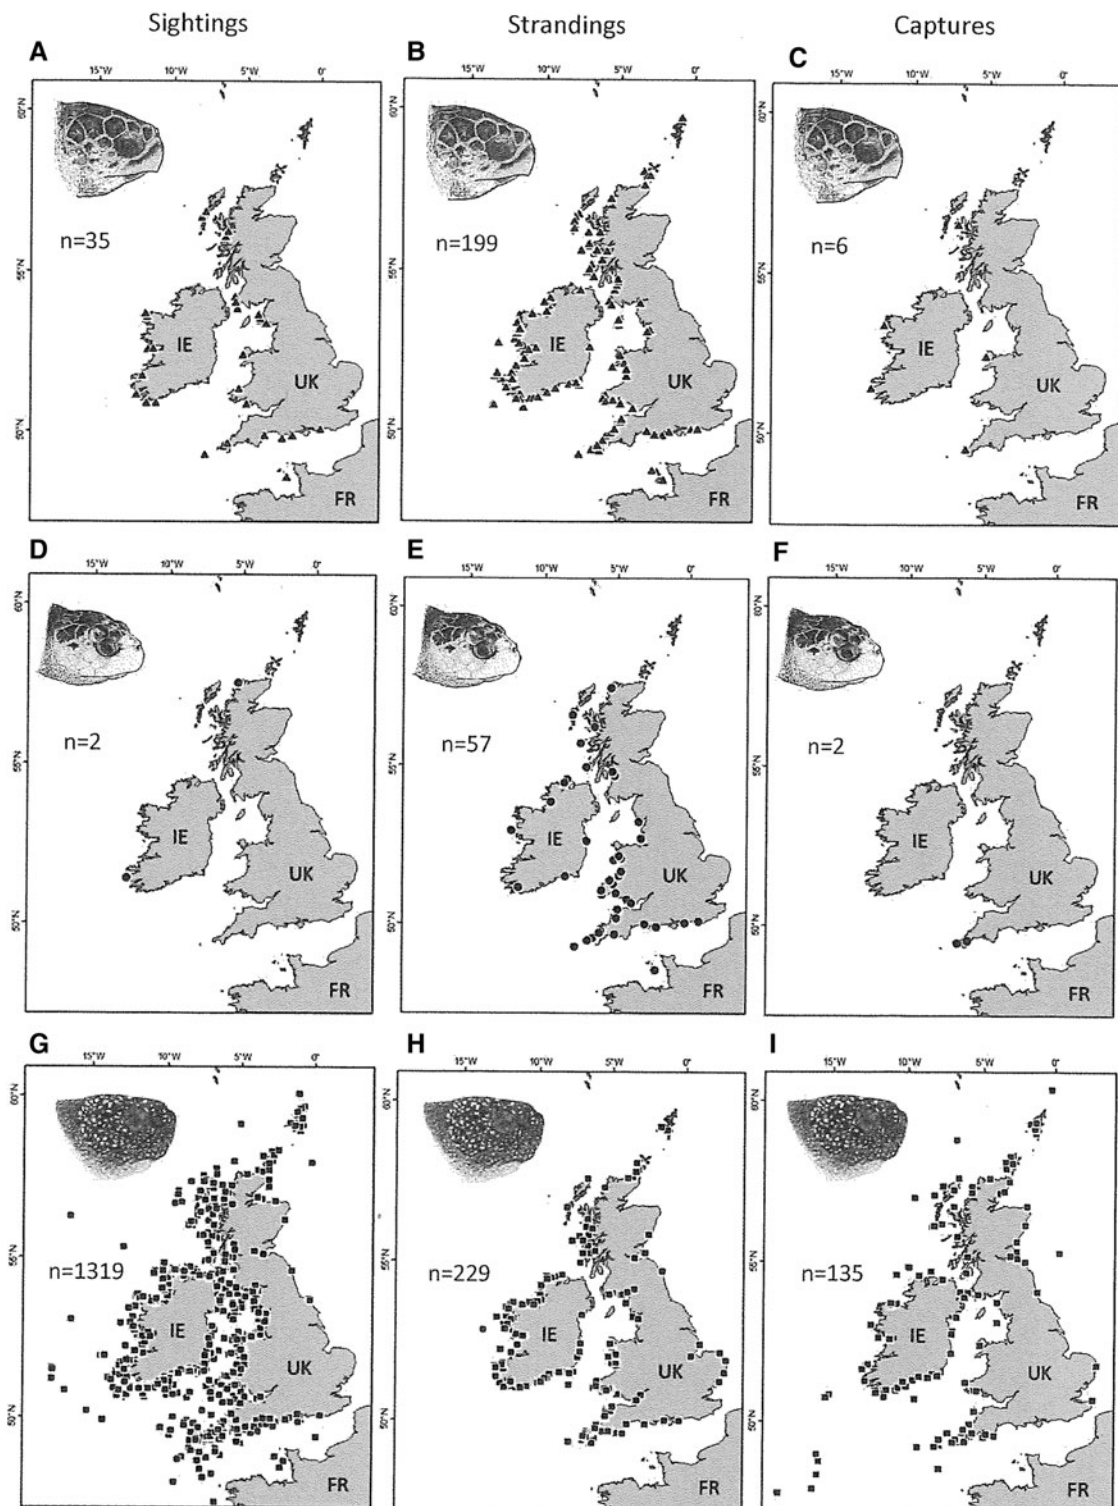 Sightings Strandings Captures
A B C
15°W 10°W 5°W 0° 15°W 10°W 5°W 0° 15°W 10°W 5°W 0°
60°N 60°N 60°N
n=35 n=199 n=6
55°N 55°N 55°N
IE IE IE
UK UK UK
50°N 50°N 50°N
FR FR FR
D E F
15°W 10°W 5°W 0° 15°W 10°W 5°W 0° 15°W 10°W 5°W 0°
60°N 60°N 60°N
n=2 n=57 n=2
55°N 55°N 55°N
IE IE IE
UK UK UK
50°N 50°N 50°N
FR FR FR
G H I
15°W 10°W 5°W 0° 15°W 10°W 5°W 0° 15°W 10°W 5°W 0°
60°N 60°N 60°N
55°N 55°N 55°N
n=1319 n=229 n=135
IE IE IE
UK UK UK
50°N 50°N 50°N
FR FR FR